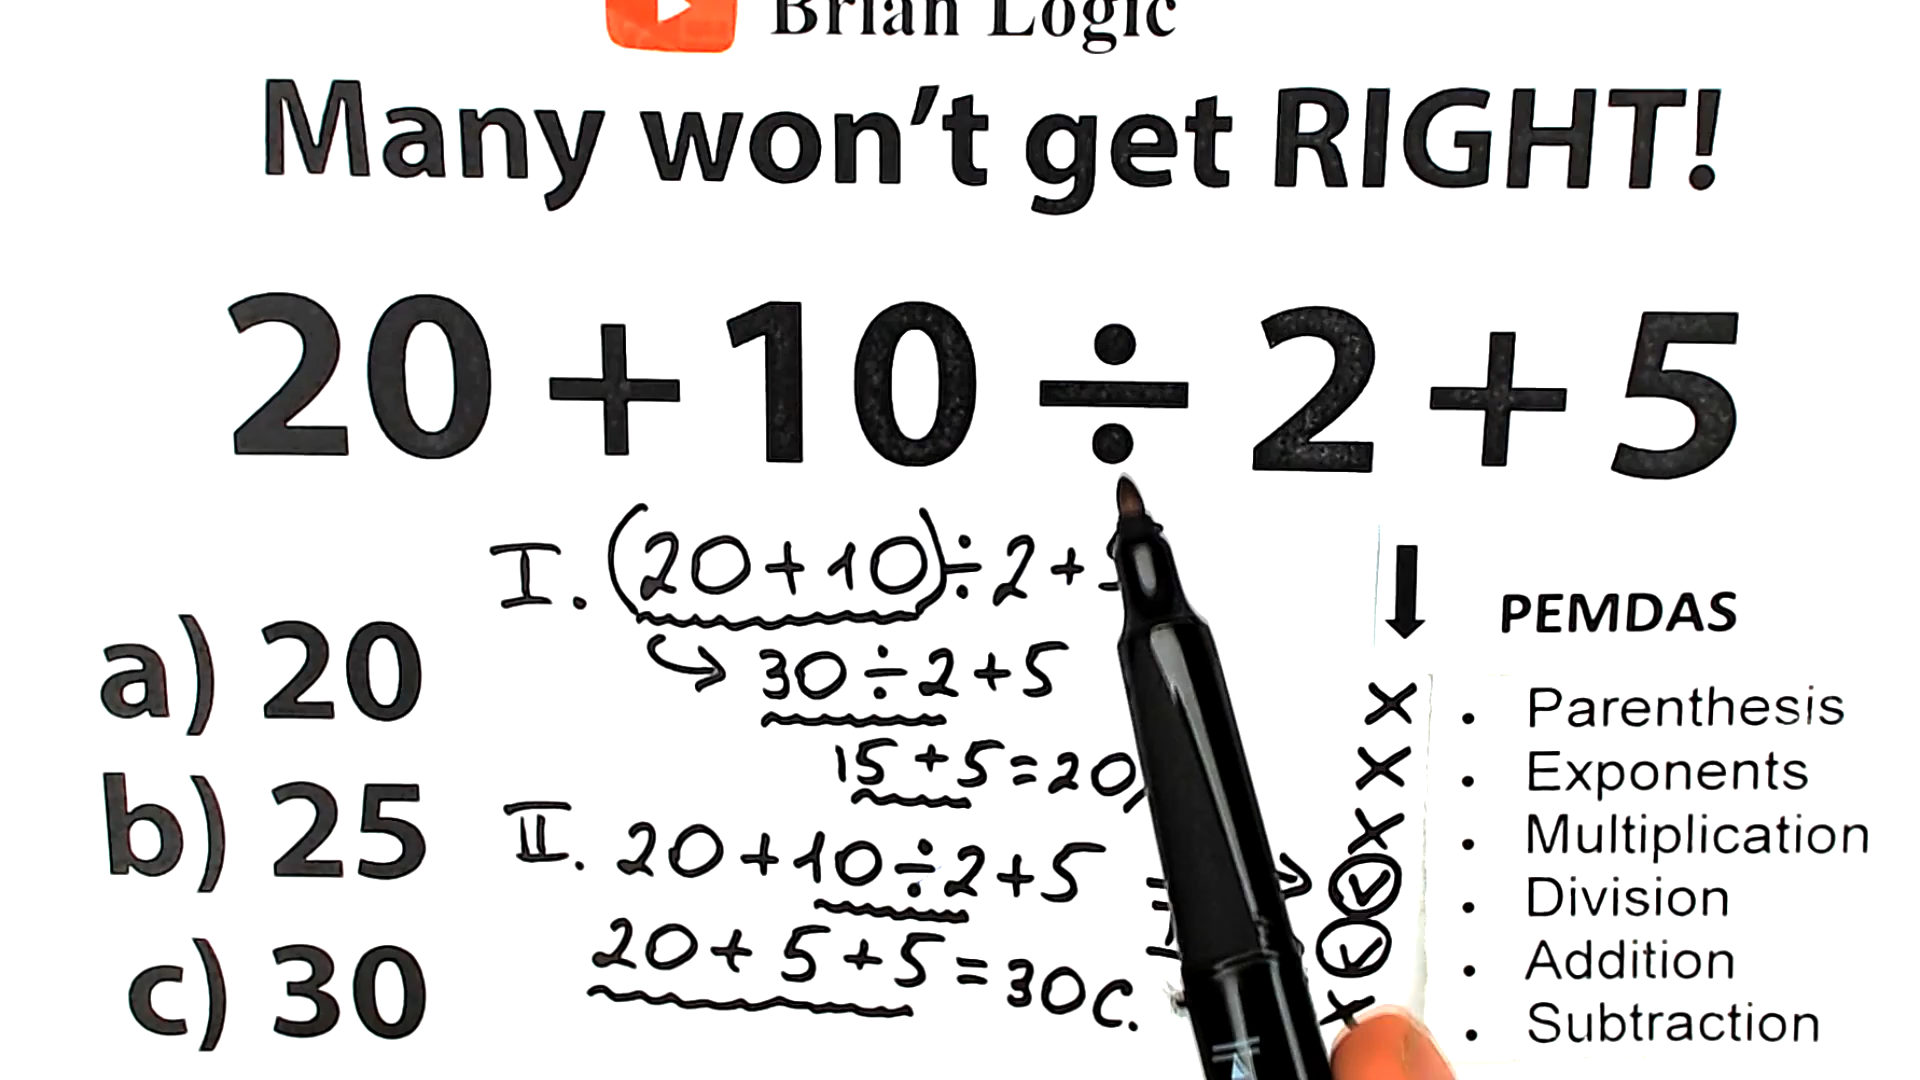 Brian Logic
Many won't get RIGHT!
20 + 10 ÷ 2 + 5
a) 20
b) 25
c) 30
I. (20+10)÷2+
30÷2+5
15+5=20
II. 20+10÷2+5
20+5+5=30 C.
PEMDAS
. Parenthesis
. Exponents
. Multiplication
. Division
. Addition
. Subtraction